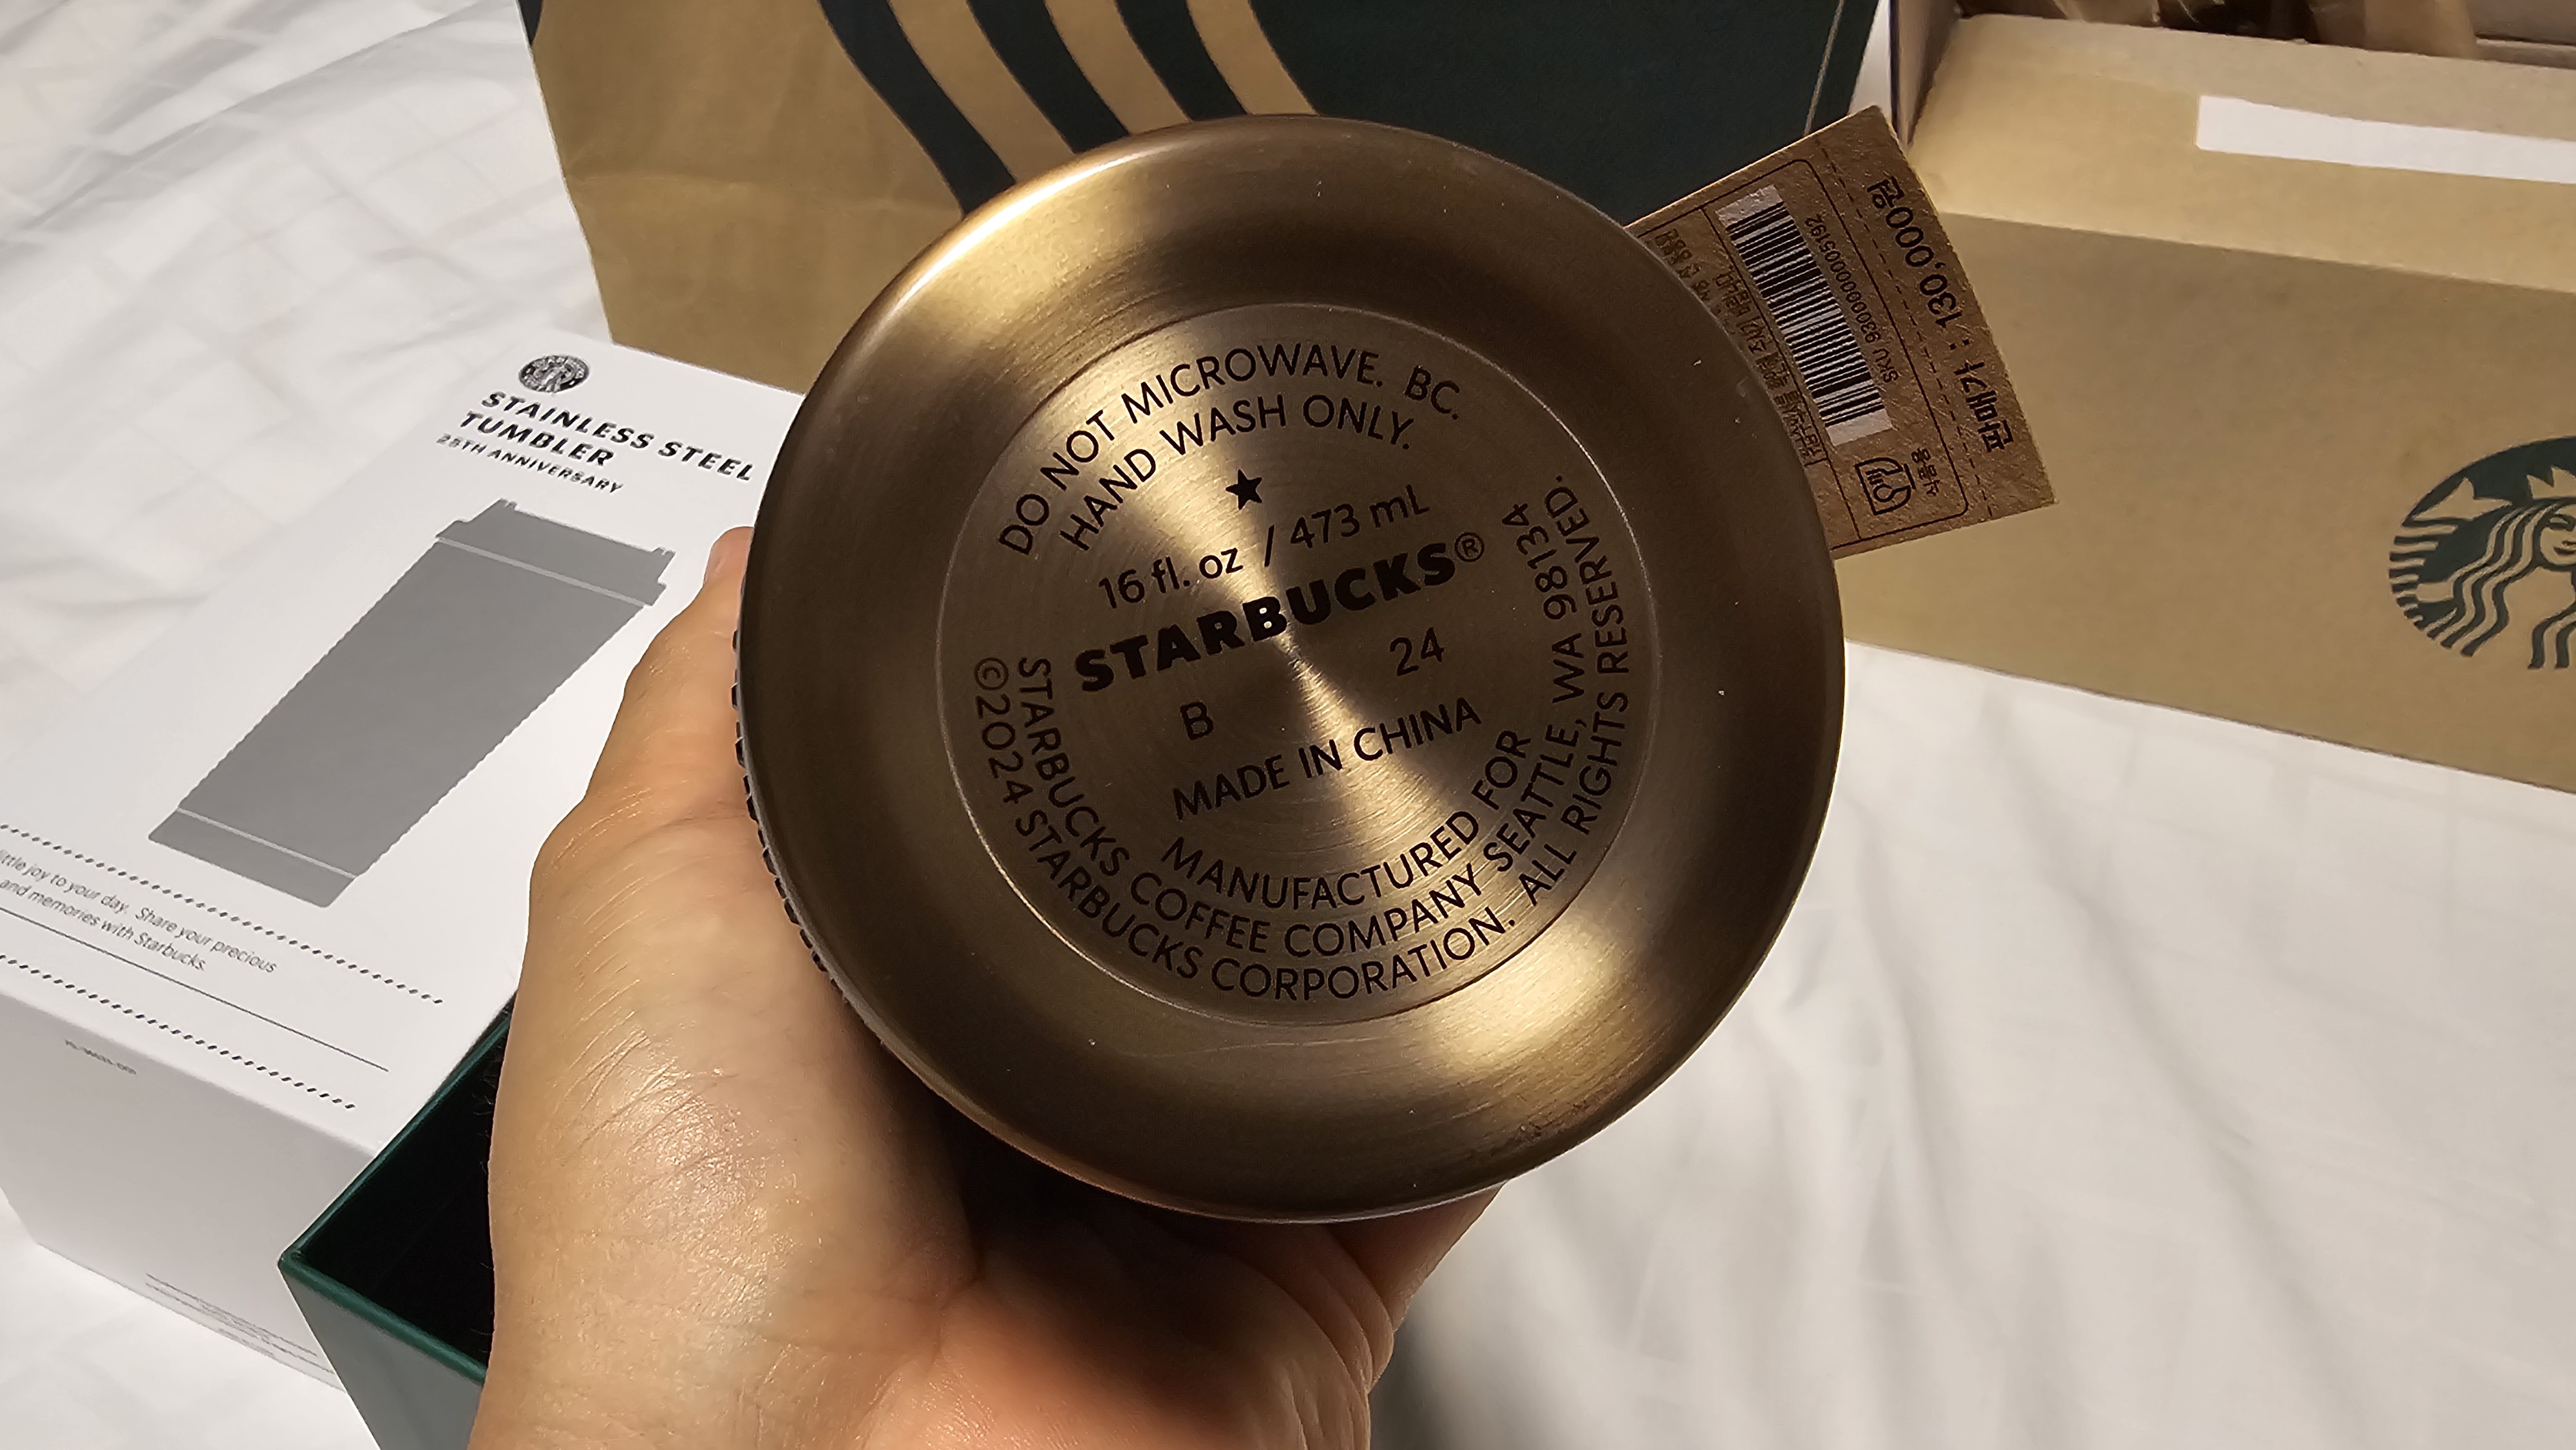 DO NOT MICROWAVE. BC.
HAND WASH ONLY.
★
16 fl. oz / 473 mL
STARBUCKS®
B 24
MADE IN CHINA
MANUFACTURED FOR
STARBUCKS COFFEE COMPANY SEATTLE, WA 98134
©2024 STARBUCKS CORPORATION. ALL RIGHTS RESERVED.
STAINLESS STEEL
TUMBLER
25TH ANNIVERSARY
little joy to your day. Share your precious
and memories with Starbucks.
판매가 : 130,000원
식품용